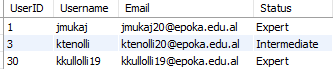 UserID Username Email Status
1 jmukaj jmukaj20@epoka.edu.al Expert
3 ktenolli ktenolli20@epoka.edu.al Intermediate
30 kkullolli19 kkulloli19@epoka.edu.al Expert